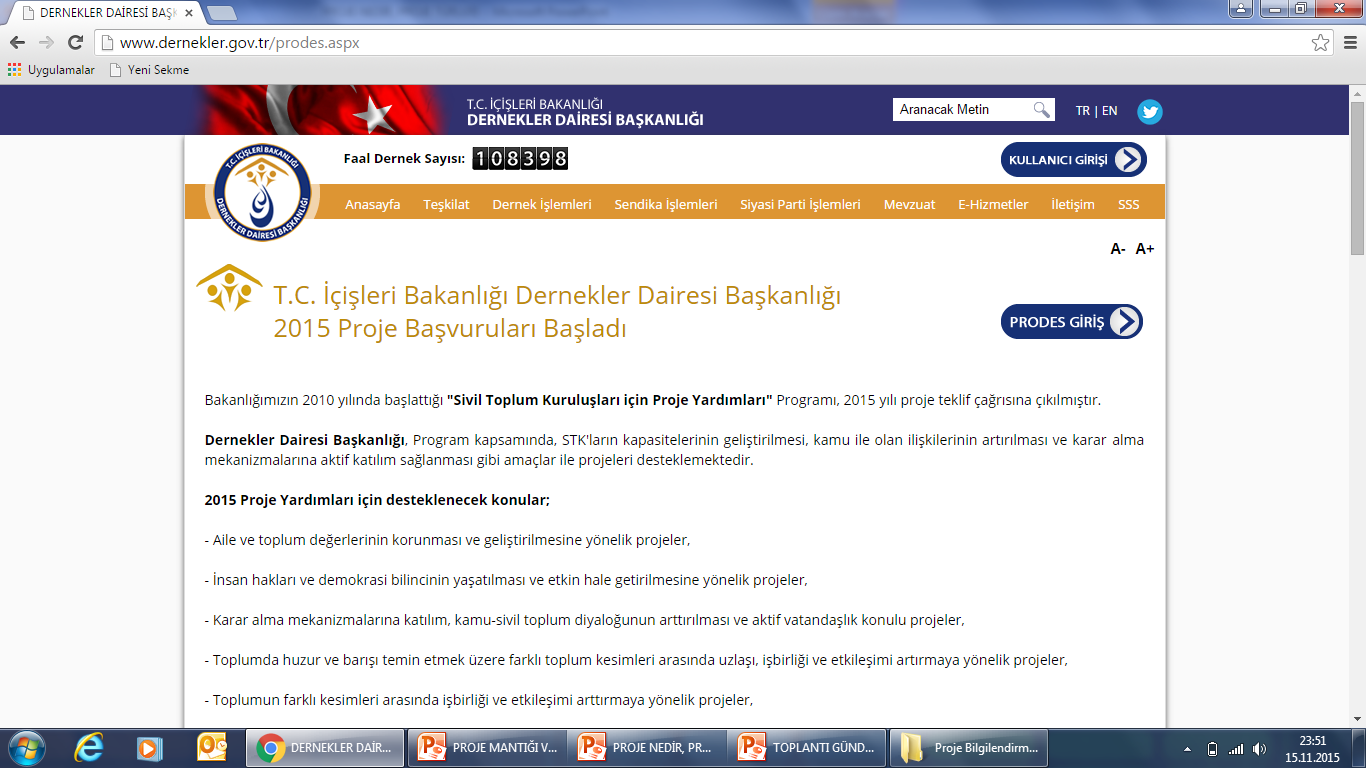 DERNEKLER DAİRESİ BAŞK
www.dernekler.gov.tr/prodes.aspx
Uygulamalar
Yeni Sekme
T.C. İÇİŞLERİ BAKANLIĞI
DERNEKLER DAİRESİ BAŞKANLIĞI
Aranacak Metin
TR | EN
T.C. İÇİŞLERİ BAKANLIĞI
DERNEKLER DAİRESİ BAŞKANLIĞI
Faal Dernek Sayısı: 108398
KULLANICI GİRİŞİ
Anasayfa Teşkilat Dernek İşlemleri Sendika İşlemleri Siyasi Parti İşlemleri Mevzuat E-Hizmetler İletişim SSS
A- A+
T.C. İçişleri Bakanlığı Dernekler Dairesi Başkanlığı
2015 Proje Başvuruları Başladı
PRODES GİRİŞ
Bakanlığımızın 2010 yılında başlattığı "Sivil Toplum Kuruluşları için Proje Yardımları" Programı, 2015 yılı proje teklif çağrısına çıkılmıştır.
Dernekler Dairesi Başkanlığı, Program kapsamında, STK'ların kapasitelerinin geliştirilmesi, kamu ile olan ilişkilerinin artırılması ve karar alma
mekanizmalarına aktif katılım sağlanması gibi amaçlar ile projeleri desteklemektedir.
2015 Proje Yardımları için desteklenecek konular;
- Aile ve toplum değerlerinin korunması ve geliştirilmesine yönelik projeler,
- İnsan hakları ve demokrasi bilincinin yaşatılması ve etkin hale getirilmesine yönelik projeler,
- Karar alma mekanizmalarına katılım, kamu-sivil toplum diyaloğunun arttırılması ve aktif vatandaşlık konulu projeler,
- Toplumda huzur ve barışı temin etmek üzere farklı toplum kesimleri arasında uzlaşı, işbirliği ve etkileşimi artırmaya yönelik projeler,
- Toplumun farklı kesimleri arasında işbirliği ve etkileşimi arttırmaya yönelik projeler,
DERNEKLER DAİR...
PROJE MANTIĞI V...
PROJE NEDİR, PR...
TOPLANTI GÜND...
Proje Bilgilendirm...
23:51
15.11.2015